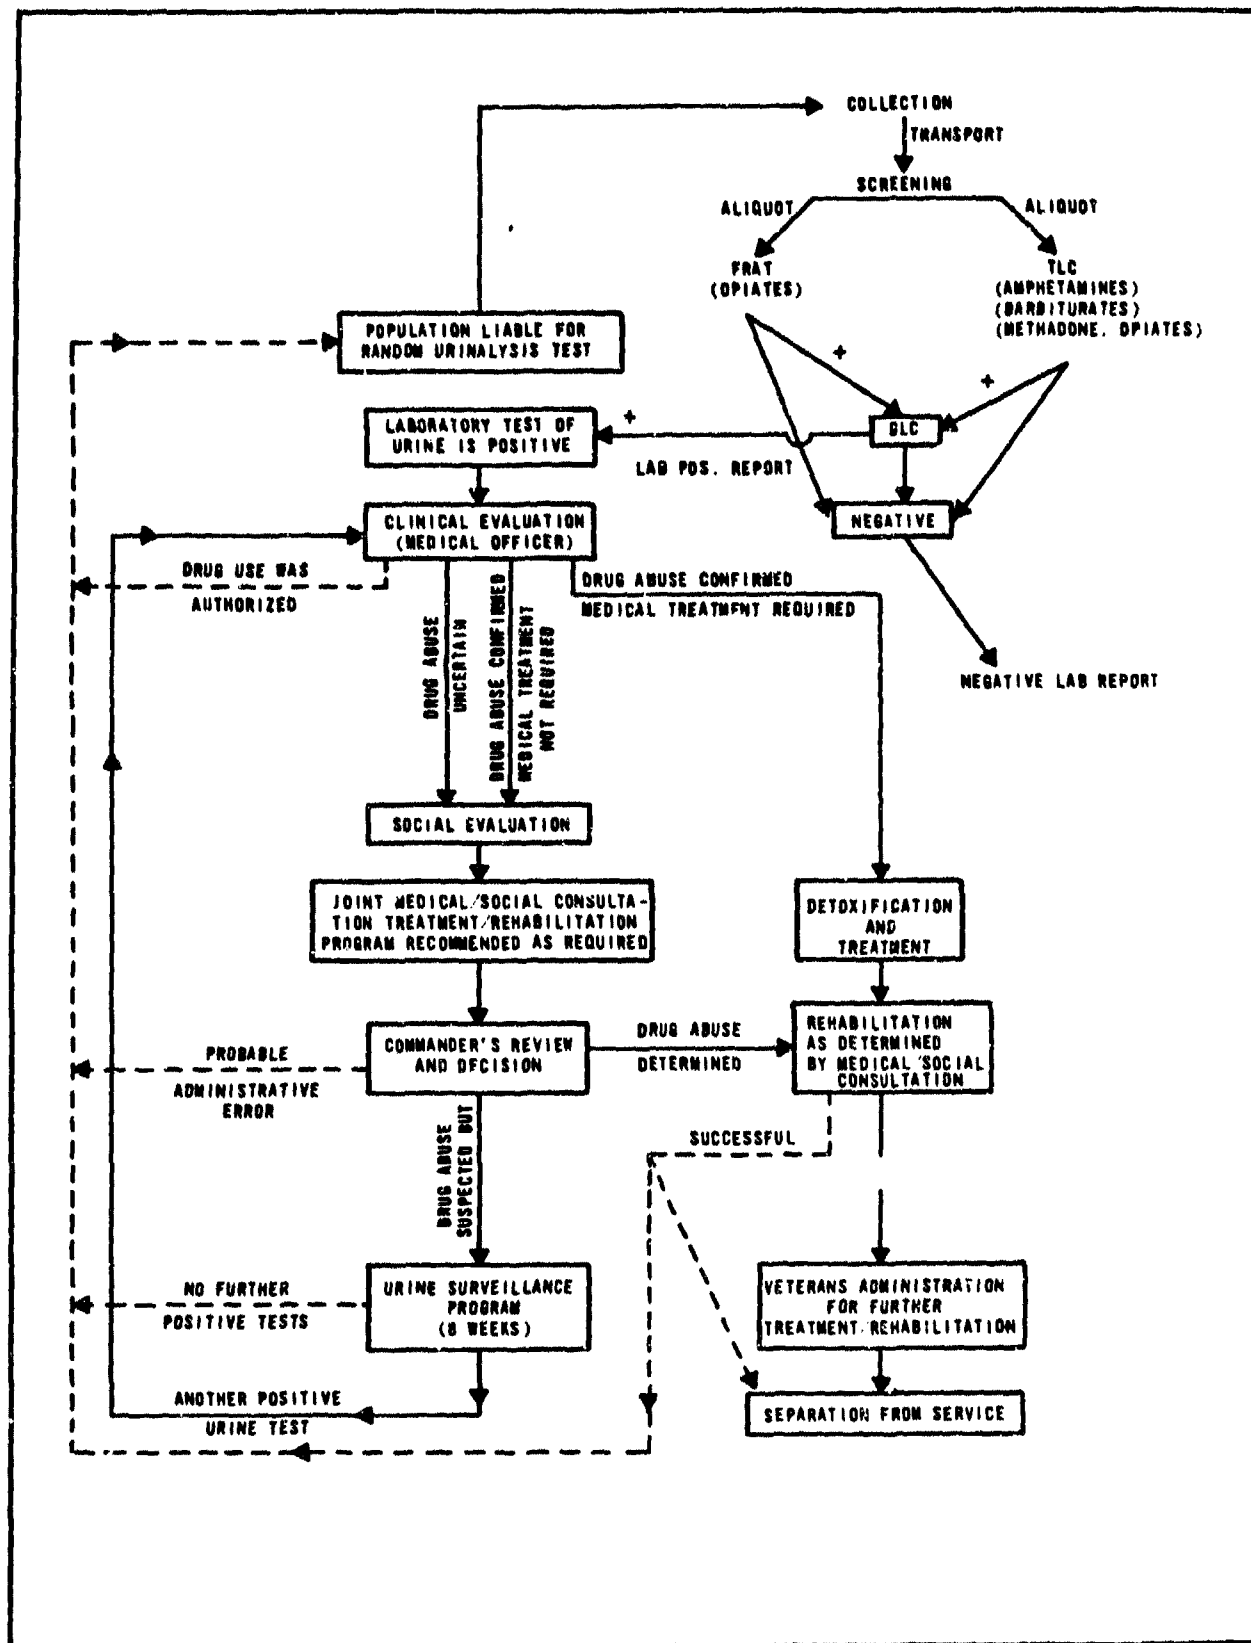 COLLECTION
TRANSPORT
SCREENING
ALIQUOT
ALIQUOT
FRAT
(OPIATES)
TLC
(AMPHETAMINES)
(BARBITURATES)
(METHADONE, OPIATES)
POPULATION LIABLE FOR
RANDOM URINALYSIS TEST
+
+
LABORATORY TEST OF
URINE IS POSITIVE
+
GLC
LAB POS. REPORT
CLINICAL EVALUATION
(MEDICAL OFFICER)
NEGATIVE
DRUG USE WAS
AUTHORIZED
DRUG ABUSE CONFIRMED
MEDICAL TREATMENT REQUIRED
DRUG ABUSE
UNCERTAIN
DRUG ABUSE CONFIRMED
MEDICAL TREATMENT
NOT REQUIRED
NEGATIVE LAB REPORT
SOCIAL EVALUATION
JOINT MEDICAL/SOCIAL CONSULTA-
TION TREATMENT/REHABILITATION
PROGRAM RECOMMENDED AS REQUIRED
DETOXIFICATION
AND
TREATMENT
COMMANDER'S REVIEW
AND DECISION
DRUG ABUSE
DETERMINED
REHABILITATION
AS DETERMINED
BY MEDICAL/SOCIAL
CONSULTATION
PROBABLE
ADMINISTRATIVE
ERROR
DRUG ABUSE
SUSPECTED BUT
SUCCESSFUL
NO FURTHER
POSITIVE TESTS
URINE SURVEILLANCE
PROGRAM
(8 WEEKS)
VETERANS ADMINISTRATION
FOR FURTHER
TREATMENT/REHABILITATION
ANOTHER POSITIVE
URINE TEST
SEPARATION FROM SERVICE